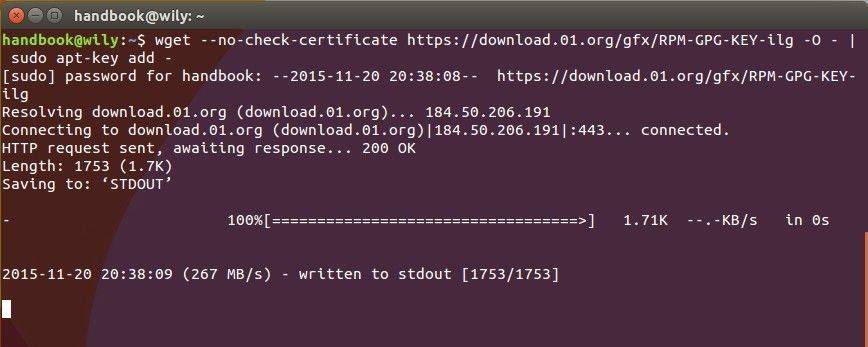 handbook@wily: ~
handbook@wily:~$ wget --no-check-certificate https://download.01.org/gfx/RPM-GPG-KEY-ilg -O - |
 sudo apt-key add -
[sudo] password for handbook: --2015-11-20 20:38:08--  https://download.01.org/gfx/RPM-GPG-KEY-
ilg
Resolving download.01.org (download.01.org)... 184.50.206.191
Connecting to download.01.org (download.01.org)|184.50.206.191|:443... connected.
HTTP request sent, awaiting response... 200 OK
Length: 1753 (1.7K)
Saving to: ‘STDOUT’
-                        100%[==================================>]   1.71K  --.-KB/s   in 0s
2015-11-20 20:38:09 (267 MB/s) - written to stdout [1753/1753]